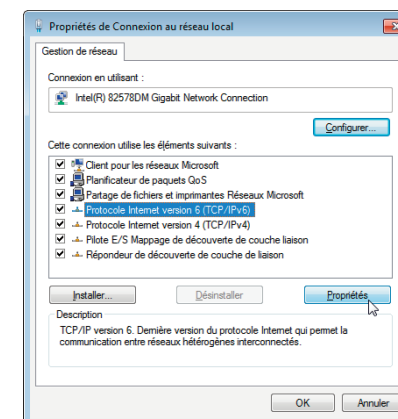 Propriétés de Connexion au réseau local
Gestion de réseau
Connexion en utilisant :
Intel(R) 82578DM Gigabit Network Connection
Configurer...
Cette connexion utilise les éléments suivants :
Client pour les réseaux Microsoft
Planificateur de paquets QoS
Partage de fichiers et imprimantes Réseaux Microsoft
Protocole Internet version 6 (TCP/IPv6)
Protocole Internet version 4 (TCP/IPv4)
Pilote E/S Mappage de découverte de couche liaison
Répondeur de découverte de couche de liaison
Installer... Désinstaller Propriétés
Description
TCP/IP version 6. Dernière version du protocole Internet qui permet la
communication entre réseaux hétérogènes interconnectés.
OK Annuler